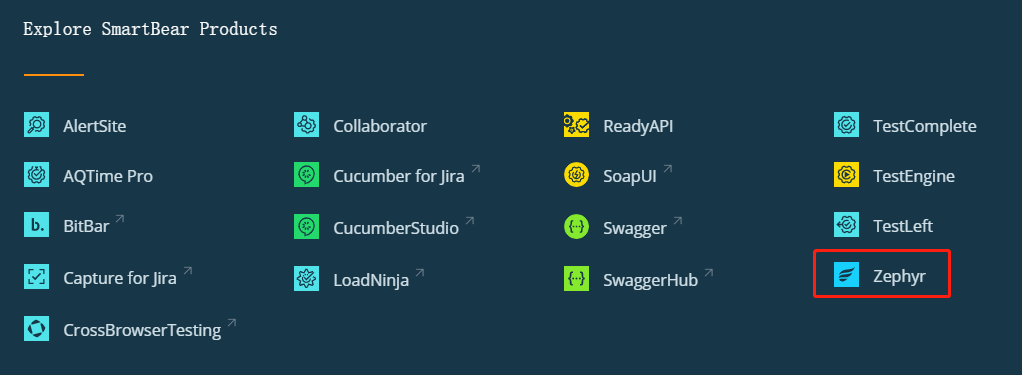 Explore SmartBear Products
AlertSite
Collaborator
ReadyAPI
TestComplete
AQTime Pro
Cucumber for Jira
SoapUI
TestEngine
b.
BitBar
CucumberStudio
Swagger
TestLeft
Capture for Jira
LoadNinja
SwaggerHub
Zephyr
CrossBrowserTesting